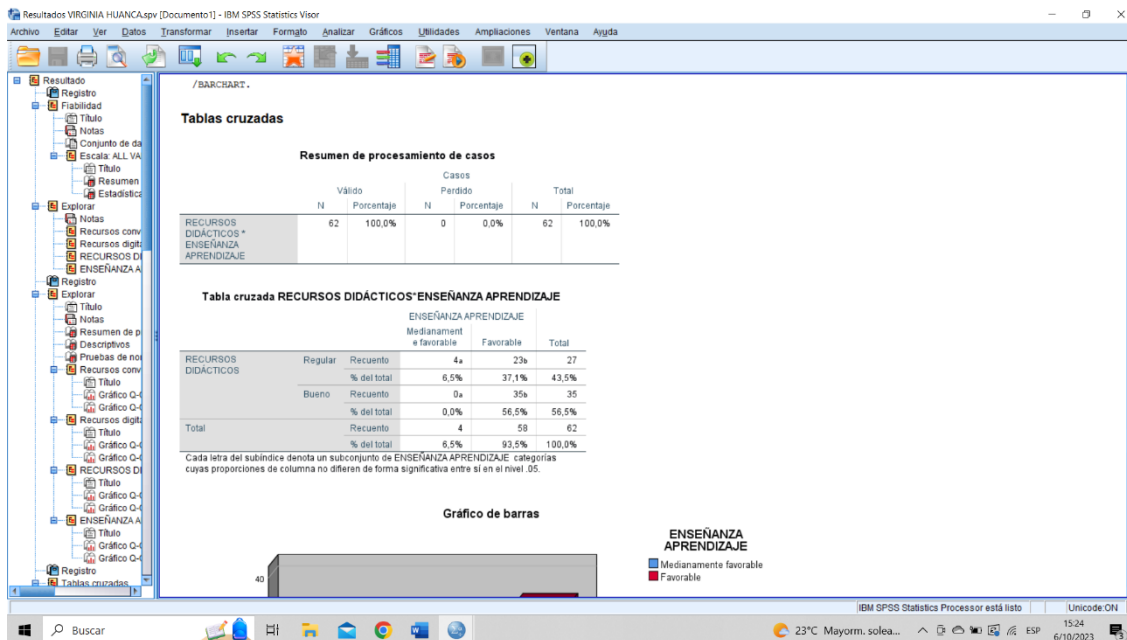 Resultados VIRGINIA HUANCA.spv [Documento1] - IBM SPSS Statistics Visor
Archivo Editar Ver Datos Transformar Insertar Formato Analizar Gráficos Utilidades Ampliaciones Ventana Ayuda
Resultado
Registro
Fiabilidad
Título
Notas
Conjunto de da
Escala: ALL VA
Título
Resumen
Estadística
Explorar
Notas
Recursos conv
Recursos digita
RECURSOS DI
ENSEÑANZA A
Registro
Explorar
Título
Notas
Resumen de p
Descriptivos
Pruebas de nor
Recursos conv
Título
Gráfico Q-
Gráfico Q-
Recursos digita
Título
Gráfico Q-
Gráfico Q-
RECURSOS DI
Título
Gráfico Q-
Gráfico Q-
ENSEÑANZA A
Título
Gráfico Q-
Gráfico Q-
Registro
Tablas cruzadas
/BARCHART.
Tablas cruzadas
Resumen de procesamiento de casos
Casos
Válido Perdido Total
N Porcentaje N Porcentaje N Porcentaje
RECURSOS 62 100,0% 0 0,0% 62 100,0%
DIDÁCTICOS *
ENSEÑANZA
APRENDIZAJE
Tabla cruzada RECURSOS DIDÁCTICOS*ENSEÑANZA APRENDIZAJE
ENSEÑANZA APRENDIZAJE
Medianament
e favorable Favorable Total
RECURSOS Regular Recuento 4a 23b 27
DIDÁCTICOS % del total 6,5% 37,1% 43,5%
Bueno Recuento 0a 35b 35
% del total 0,0% 56,5% 56,5%
Total Recuento 4 58 62
% del total 6,5% 93,5% 100,0%
Cada letra del subíndice denota un subconjunto de ENSEÑANZA APRENDIZAJE categorías
cuyas proporciones de columna no difieren de forma significativa entre sí en el nivel .05.
Gráfico de barras
ENSEÑANZA
APRENDIZAJE
Medianamente favorable
Favorable
40
IBM SPSS Statistics Processor está listo Unicode:ON
Buscar
23°C Mayorm. solea... ESP
15:24
6/10/2023